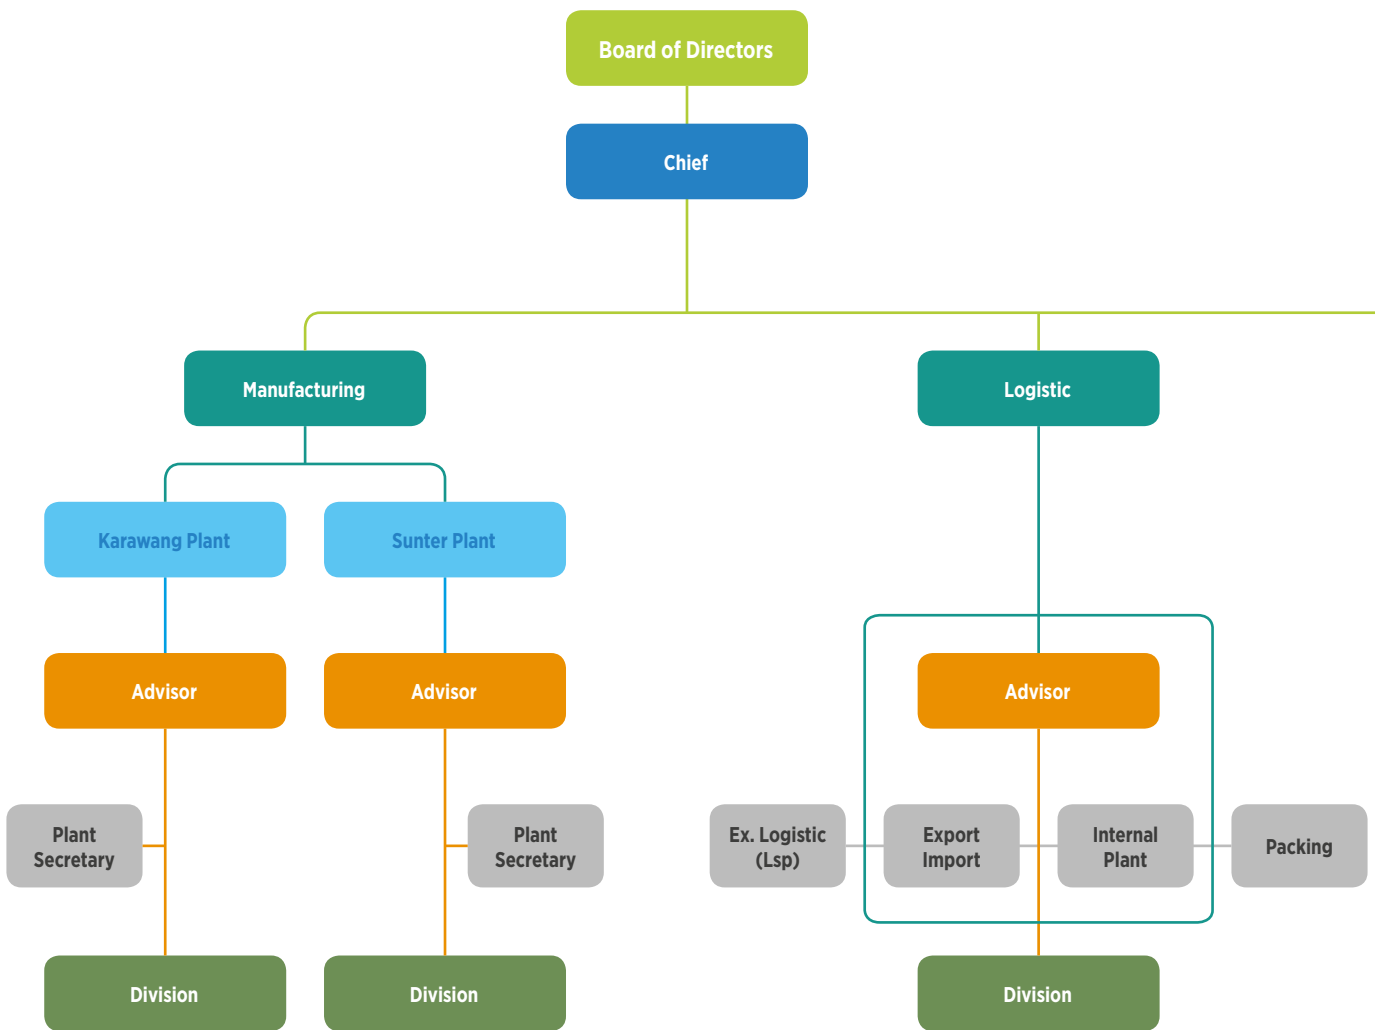 Board of Directors
Chief
Manufacturing
Logistic
Karawang Plant
Sunter Plant
Advisor
Advisor
Advisor
Plant
Secretary
Plant
Secretary
Ex. Logistic
(Lsp)
Export
Import
Internal
Plant
Packing
Division
Division
Division